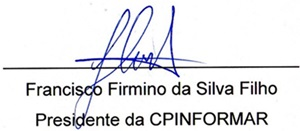 Francisco Firmino da Silva Filho
Presidente da CPINFORMAR